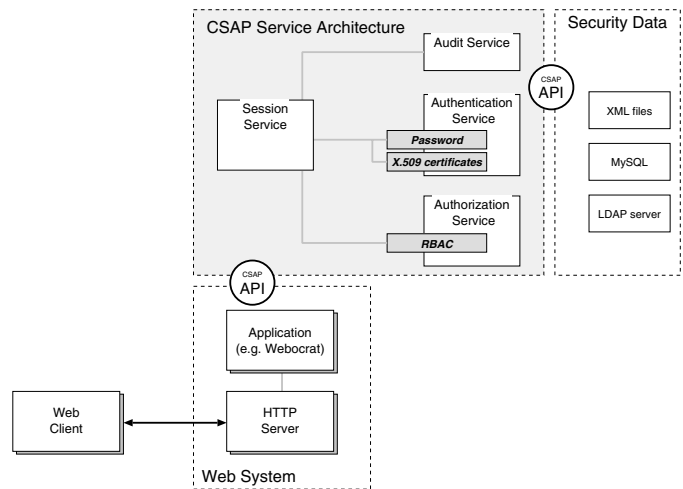 CSAP Service Architecture
Security Data
Audit Service
CSAP
API
Session
Service
Authentication
Service
Password
X.509 certificates
XML files
MySQL
LDAP server
Authorization
Service
RBAC
CSAP
API
Application
(e.g. Webocrat)
Web
Client
HTTP
Server
Web System